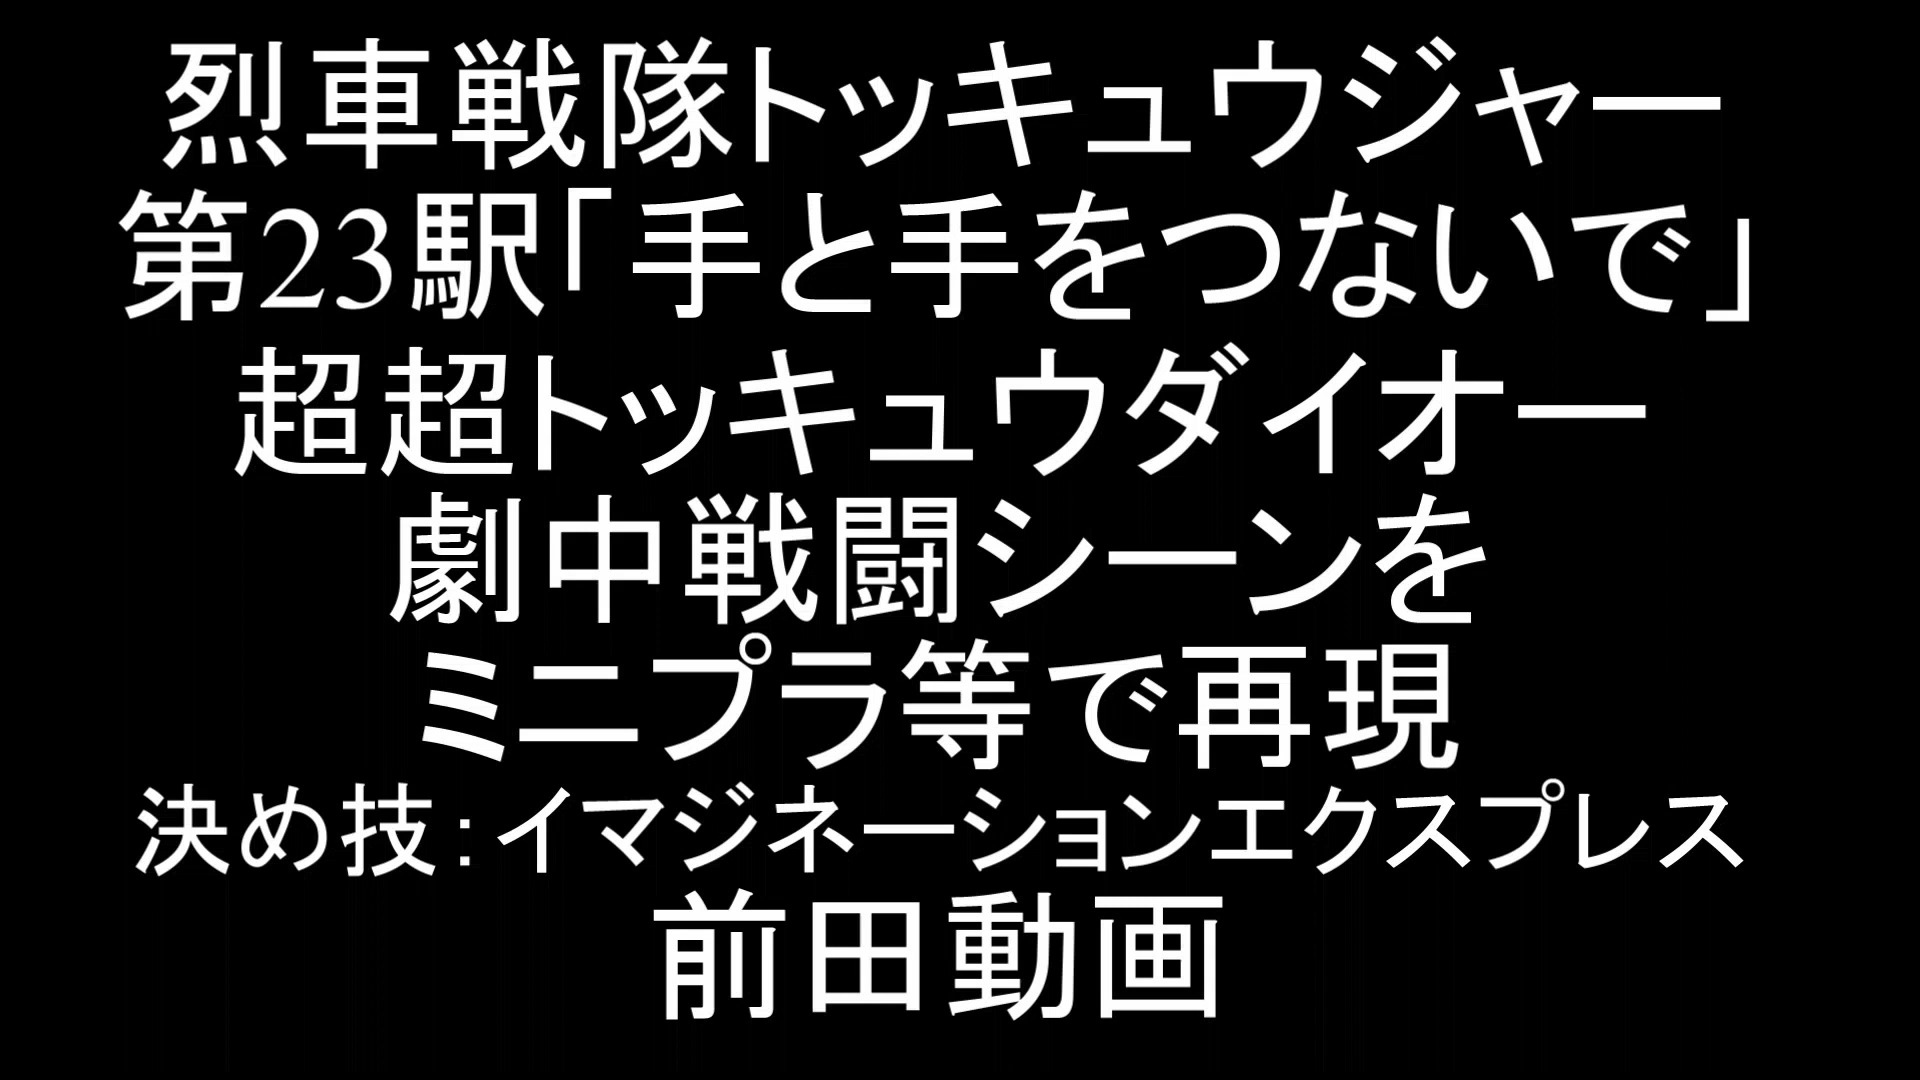 烈車戦隊トッキュウジャー
第23駅「手と手をつないで」
超超トッキュウダイオー
劇中戦闘シーンを
ミニプラ等で再現
決め技：イマジネーションエクスプレス
前田動画